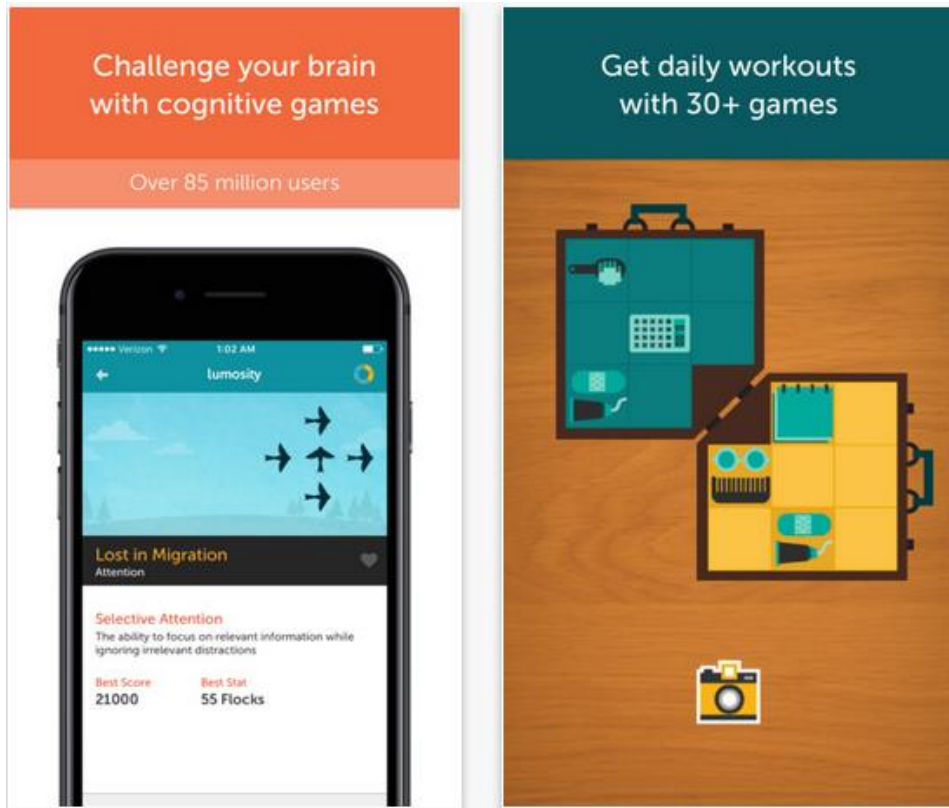 Challenge your brain
with cognitive games
Over 85 million users
Verizon
1:02 AM
lumosity
Lost in Migration
Attention
Selective Attention
The ability to focus on relevant information while
ignoring irrelevant distractions
Best Score
Best Stat
21000
55 Flocks
Get daily workouts
with 30+ games